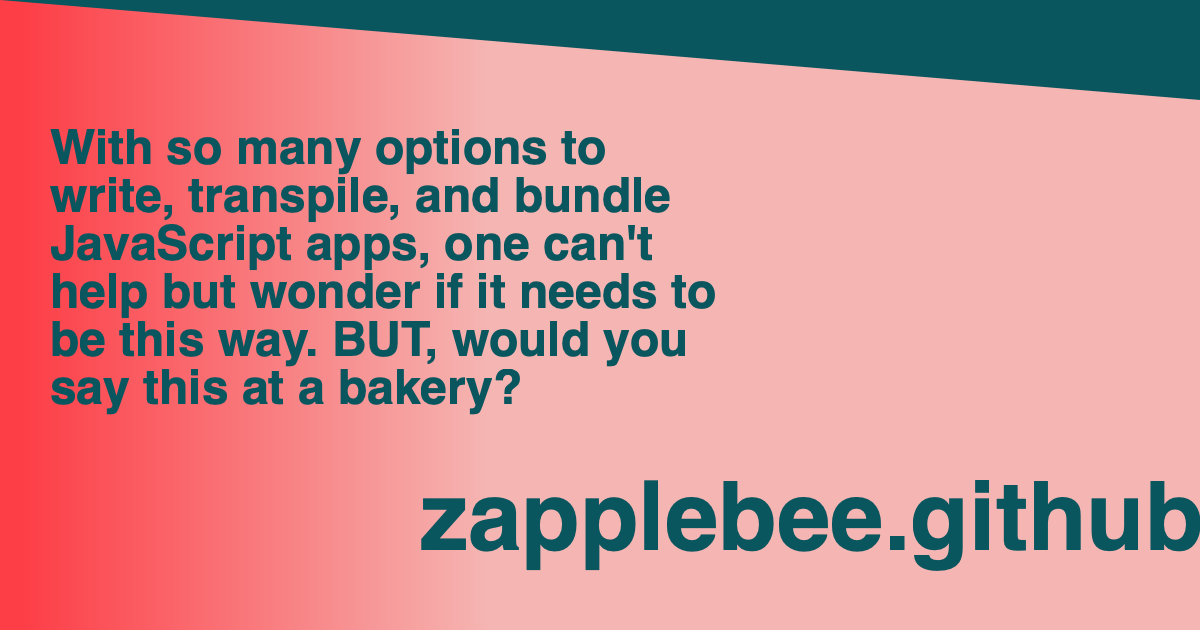 With so many options to
write, transpile, and bundle
JavaScript apps, one can't
help but wonder if it needs to
be this way. BUT, would you
say this at a bakery?
zapplebee.github